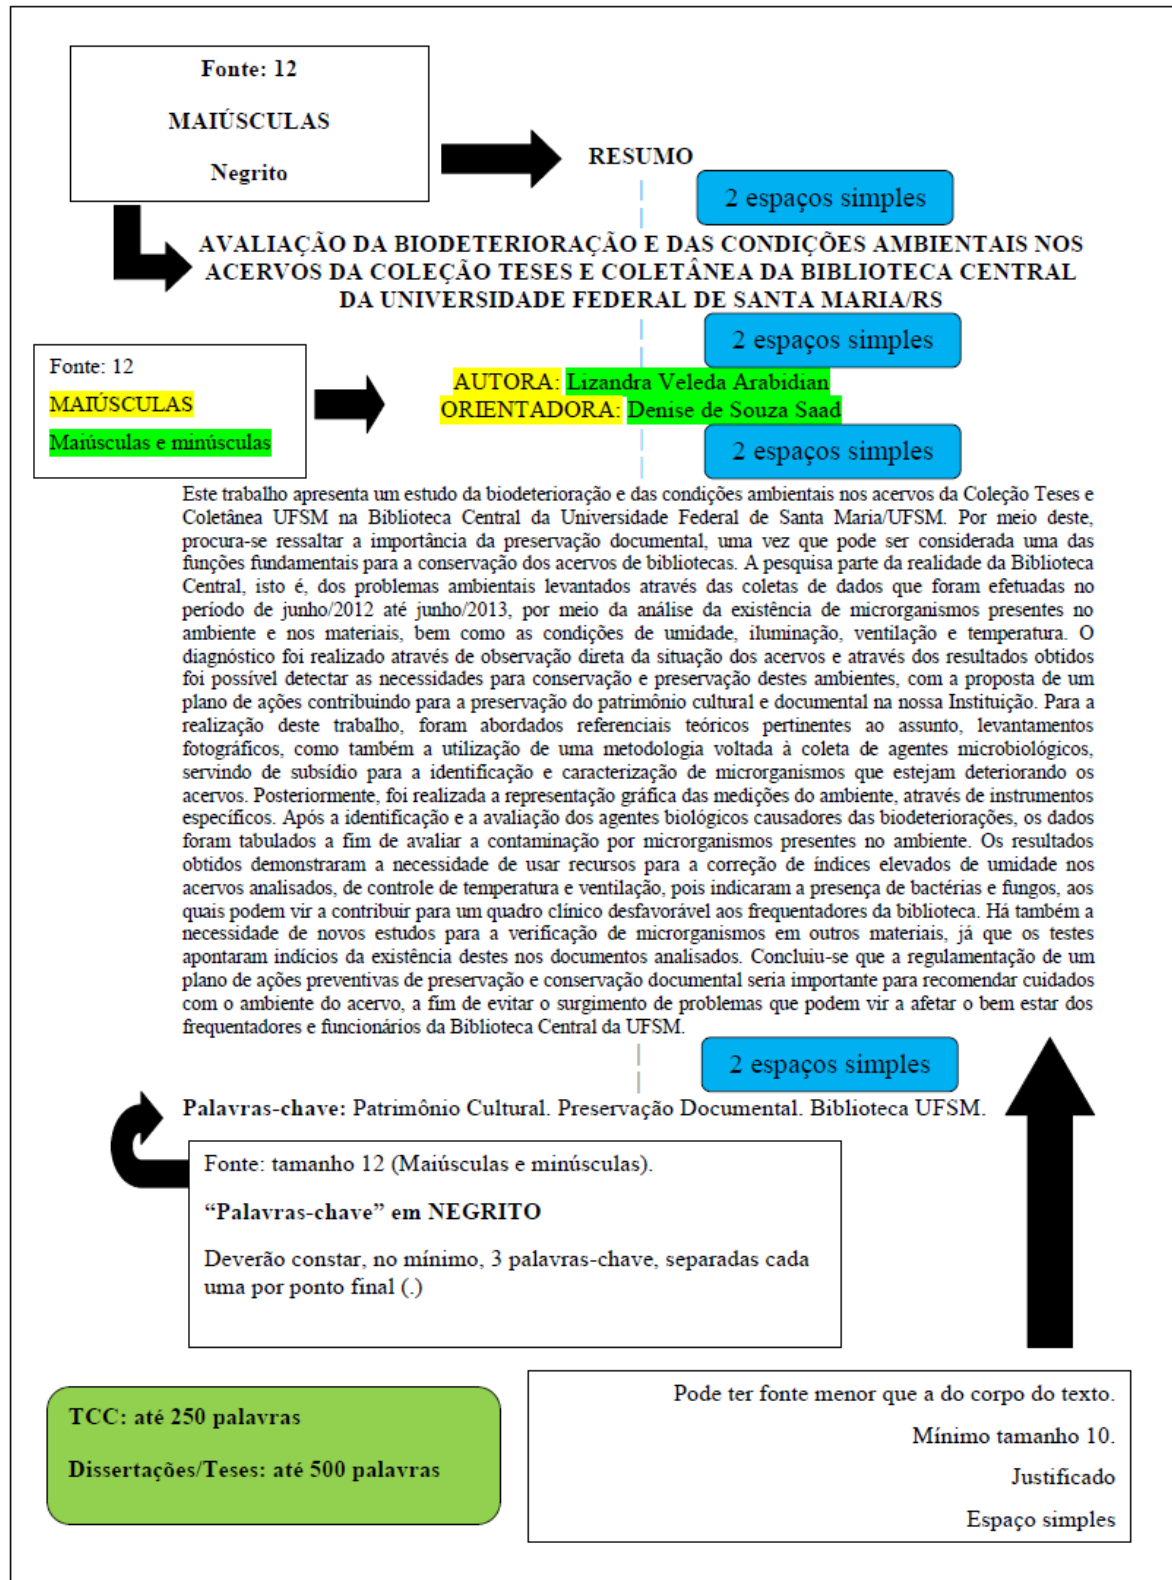 Fonte: 12
MAIÚSCULAS
Negrito
RESUMO
2 espaços simples
AVALIAÇÃO DA BIODETERIORAÇÃO E DAS CONDIÇÕES AMBIENTAIS NOS
ACERVOS DA COLEÇÃO TESES E COLETÂNEA DA BIBLIOTECA CENTRAL
DA UNIVERSIDADE FEDERAL DE SANTA MARIA/RS
2 espaços simples
Fonte: 12
MAIÚSCULAS
Maiúsculas e minúsculas
AUTORA: Lizandra Veleda Arabidian
ORIENTADORA: Denise de Souza Saad
2 espaços simples
Este trabalho apresenta um estudo da biodeterioração e das condições ambientais nos acervos da Coleção Teses e
Coletânea UFSM na Biblioteca Central da Universidade Federal de Santa Maria/UFSM. Por meio deste,
procura-se ressaltar a importância da preservação documental, uma vez que pode ser considerada uma das
funções fundamentais para a conservação dos acervos de bibliotecas. A pesquisa parte da realidade da Biblioteca
Central, isto é, dos problemas ambientais levantados através das coletas de dados que foram efetuadas no
período de junho/2012 até junho/2013, por meio da análise da existência de microrganismos presentes no
ambiente e nos materiais, bem como as condições de umidade, iluminação, ventilação e temperatura. O
diagnóstico foi realizado através de observação direta da situação dos acervos e através dos resultados obtidos
foi possível detectar as necessidades para conservação e preservação destes ambientes, com a proposta de um
plano de ações contribuindo para a preservação do patrimônio cultural e documental na nossa Instituição. Para a
realização deste trabalho, foram abordados referenciais teóricos pertinentes ao assunto, levantamentos
fotográficos, como também a utilização de uma metodologia voltada à coleta de agentes microbiológicos,
servindo de subsídio para a identificação e caracterização de microrganismos que estejam deteriorando os
acervos. Posteriormente, foi realizada a representação gráfica das medições do ambiente, através de instrumentos
específicos. Após a identificação e a avaliação dos agentes biológicos causadores das biodeteriorações, os dados
foram tabulados a fim de avaliar a contaminação por microrganismos presentes no ambiente. Os resultados
obtidos demonstraram a necessidade de usar recursos para a correção de índices elevados de umidade nos
acervos analisados, de controle de temperatura e ventilação, pois indicaram a presença de bactérias e fungos, aos
quais podem vir a contribuir para um quadro clínico desfavorável aos frequentadores da biblioteca. Há também a
necessidade de novos estudos para a verificação de microrganismos em outros materiais, já que os testes
apontaram indícios da existência destes nos documentos analisados. Concluiu-se que a regulamentação de um
plano de ações preventivas de preservação e conservação documental seria importante para recomendar cuidados
com o ambiente do acervo, a fim de evitar o surgimento de problemas que podem vir a afetar o bem estar dos
frequentadores e funcionários da Biblioteca Central da UFSM.
2 espaços simples
Palavras-chave: Patrimônio Cultural. Preservação Documental. Biblioteca UFSM.
Fonte: tamanho 12 (Maiúsculas e minúsculas).
“Palavras-chave” em NEGRITO
Deverão constar, no mínimo, 3 palavras-chave, separadas cada
uma por ponto final (.)
TCC: até 250 palavras
Dissertações/Teses: até 500 palavras
Pode ter fonte menor que a do corpo do texto.
Mínimo tamanho 10.
Justificado
Espaço simples